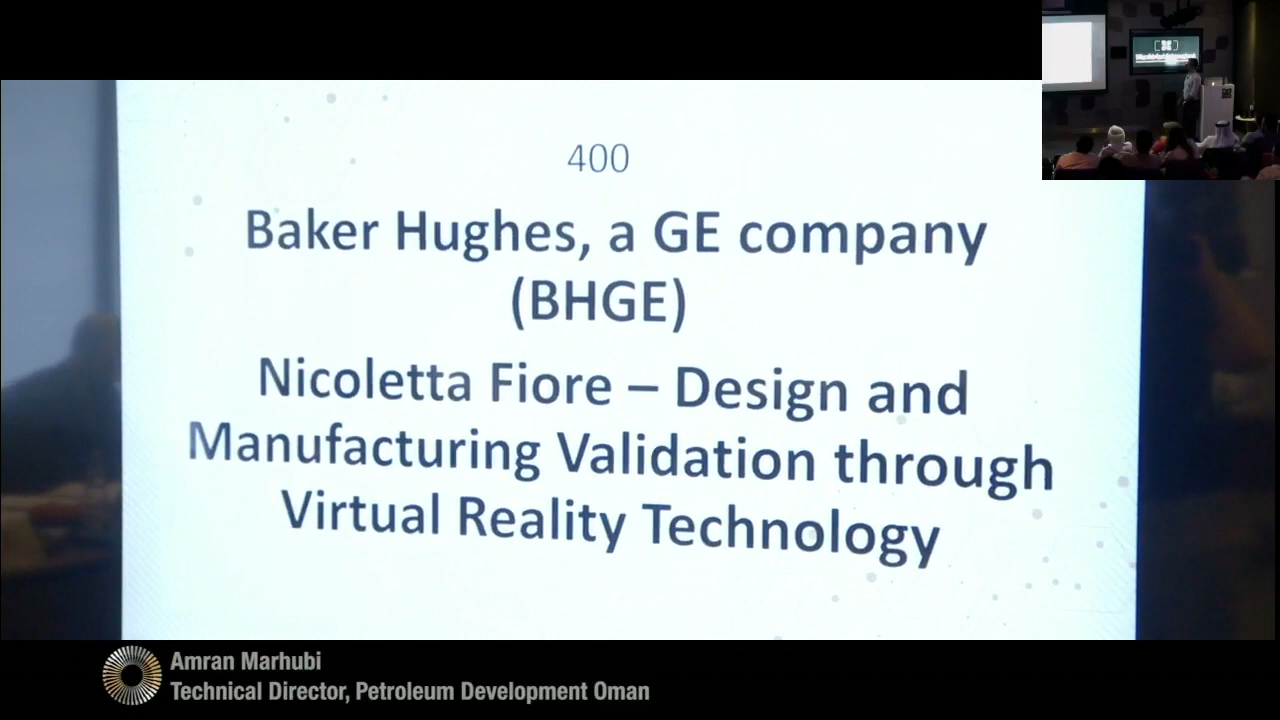 400
Baker Hughes, a GE company
(BHGE)
Nicoletta Fiore – Design and
Manufacturing Validation through
Virtual Reality Technology
Amran Marhubi
Technical Director, Petroleum Development Oman